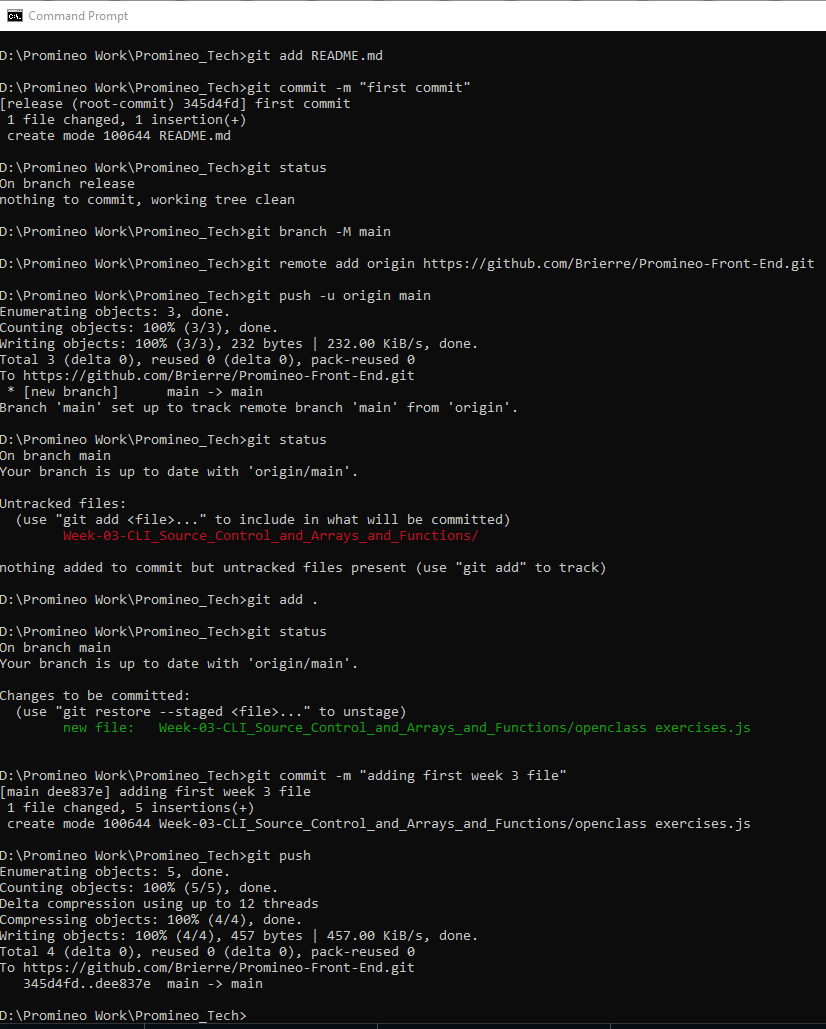 Command Prompt
D:\Promineo Work\Promineo_Tech>git add README.md
D:\Promineo Work\Promineo_Tech>git commit -m "first commit"
[release (root-commit) 345d4fd] first commit
 1 file changed, 1 insertion(+)
 create mode 100644 README.md
D:\Promineo Work\Promineo_Tech>git status
On branch release
nothing to commit, working tree clean
D:\Promineo Work\Promineo_Tech>git branch -M main
D:\Promineo Work\Promineo_Tech>git remote add origin https://github.com/Brierre/Promineo-Front-End.git
D:\Promineo Work\Promineo_Tech>git push -u origin main
Enumerating objects: 3, done.
Counting objects: 100% (3/3), done.
Writing objects: 100% (3/3), 232 bytes | 232.00 KiB/s, done.
Total 3 (delta 0), reused 0 (delta 0), pack-reused 0
To https://github.com/Brierre/Promineo-Front-End.git
 * [new branch]      main -> main
Branch 'main' set up to track remote branch 'main' from 'origin'.
D:\Promineo Work\Promineo_Tech>git status
On branch main
Your branch is up to date with 'origin/main'.
Untracked files:
  (use "git add <file>..." to include in what will be committed)
        Week-03-CLI_Source_Control_and_Arrays_and_Functions/
nothing added to commit but untracked files present (use "git add" to track)
D:\Promineo Work\Promineo_Tech>git add .
D:\Promineo Work\Promineo_Tech>git status
On branch main
Your branch is up to date with 'origin/main'.
Changes to be committed:
  (use "git restore --staged <file>..." to unstage)
        new file:   Week-03-CLI_Source_Control_and_Arrays_and_Functions/openclass exercises.js
D:\Promineo Work\Promineo_Tech>git commit -m "adding first week 3 file"
[main dee837e] adding first week 3 file
 1 file changed, 5 insertions(+)
 create mode 100644 Week-03-CLI_Source_Control_and_Arrays_and_Functions/openclass exercises.js
D:\Promineo Work\Promineo_Tech>git push
Enumerating objects: 5, done.
Counting objects: 100% (5/5), done.
Delta compression using up to 12 threads
Compressing objects: 100% (4/4), done.
Writing objects: 100% (4/4), 457 bytes | 457.00 KiB/s, done.
Total 4 (delta 0), reused 0 (delta 0), pack-reused 0
To https://github.com/Brierre/Promineo-Front-End.git
   345d4fd..dee837e  main -> main
D:\Promineo Work\Promineo_Tech>